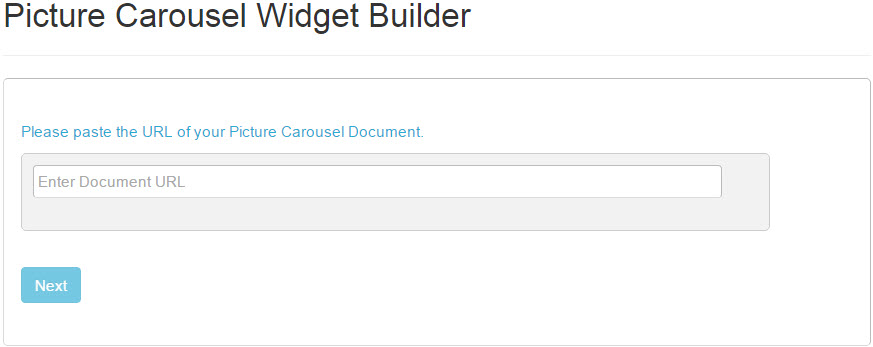 Picture Carousel Widget Builder
Please paste the URL of your Picture Carousel Document.
Enter Document URL
Next